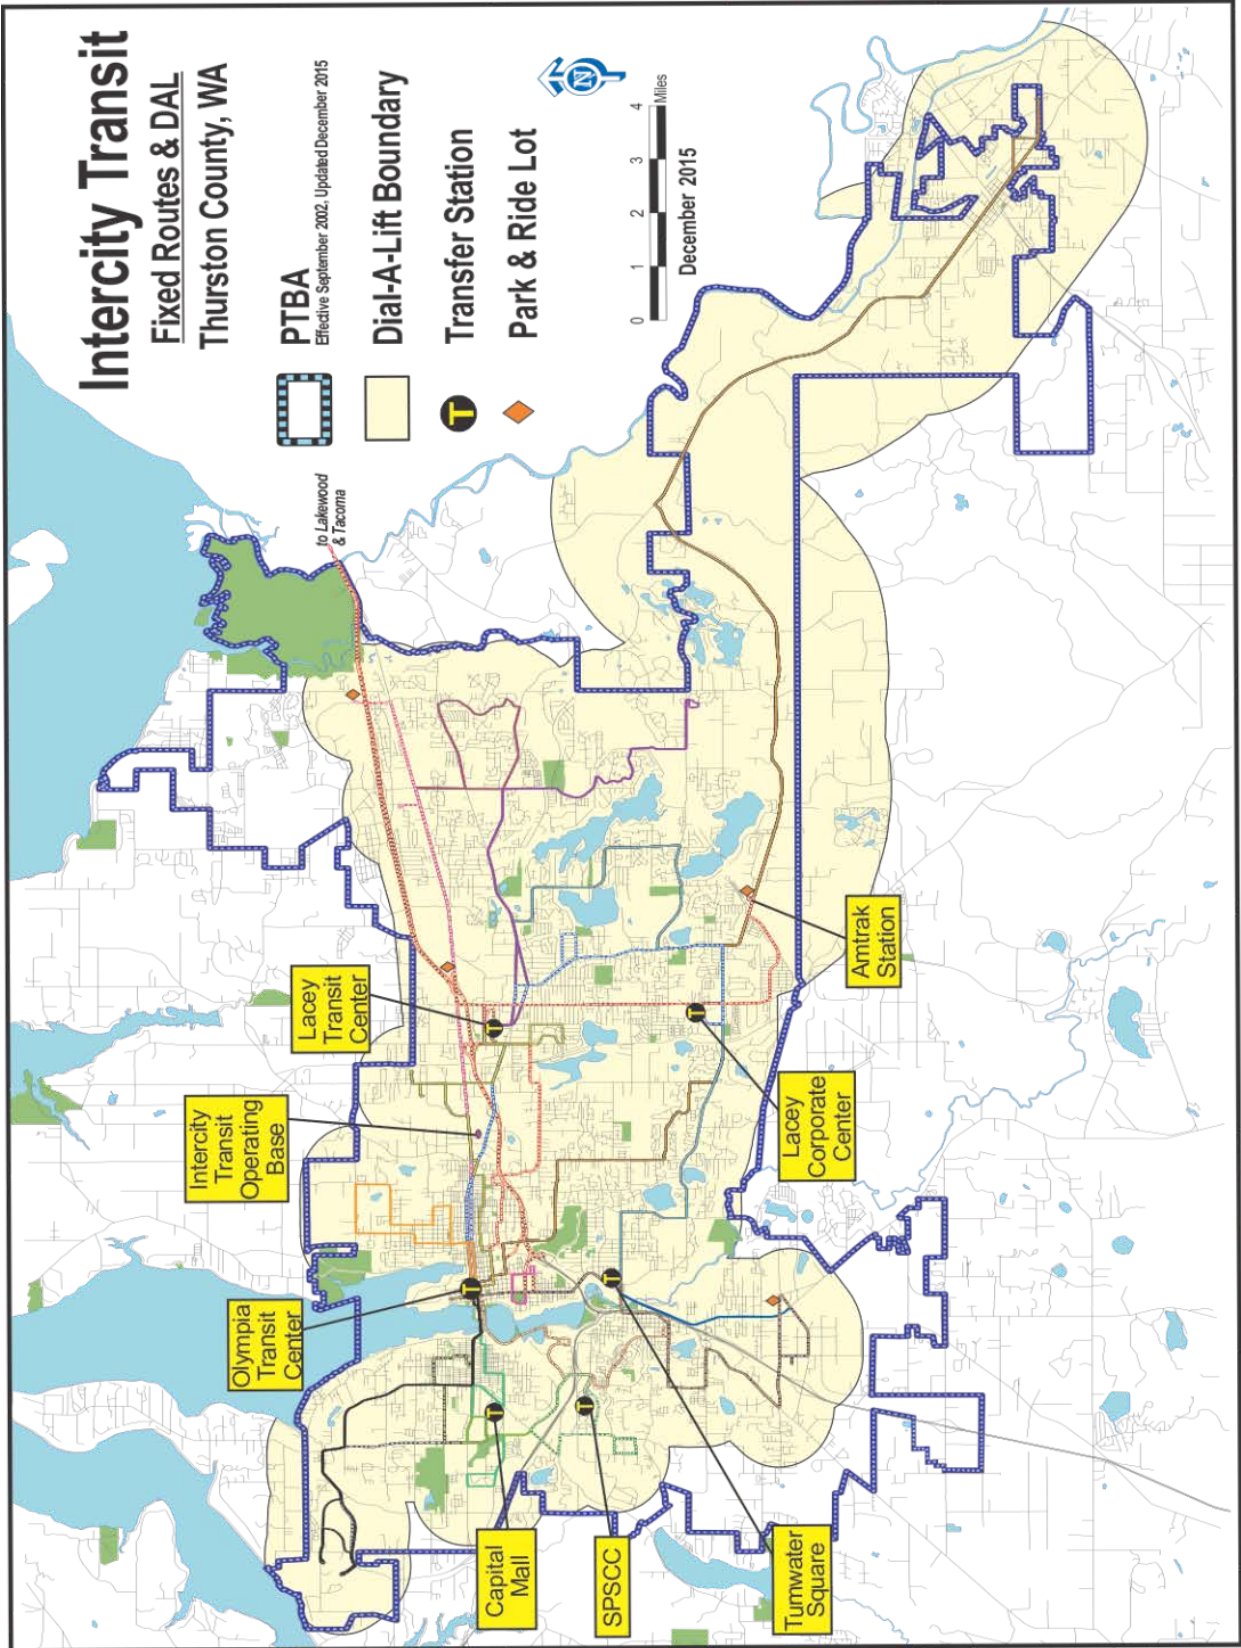 Intercity Transit
Fixed Routes & DAL
Thurston County, WA
PTBA
Effective September 2002, Updated December 2015
Dial-A-Lift Boundary
T
Transfer Station
Park & Ride Lot
N
0 1 2 3 4
Miles
December 2015
to Lakewood
& Tacoma
Lacey
Transit
Center
Intercity
Transit
Operating
Base
Olympia
Transit
Center
Amtrak
Station
Lacey
Corporate
Center
Capital
Mall
SPSCC
Tumwater
Square
T
T
T
T
T
T